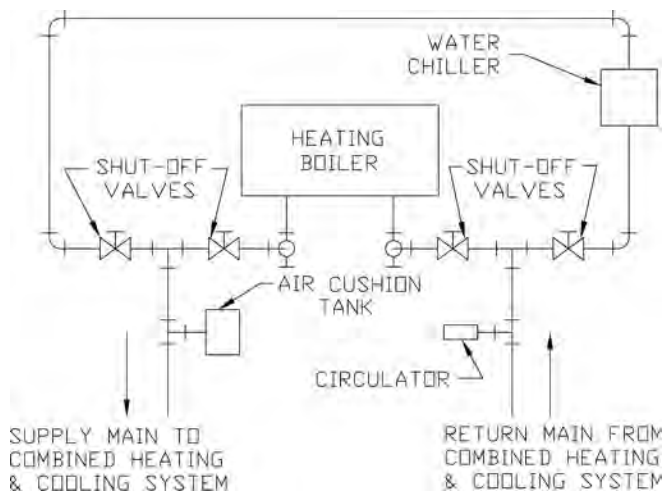 WATER
CHILLER
HEATING
BOILER
SHUT-OFF
VALVES
SHUT-OFF
VALVES
AIR CUSHION
TANK
CIRCULATOR
SUPPLY MAIN TO
COMBINED HEATING
& COOLING SYSTEM
RETURN MAIN FROM
COMBINED HEATING
& COOLING SYSTEM